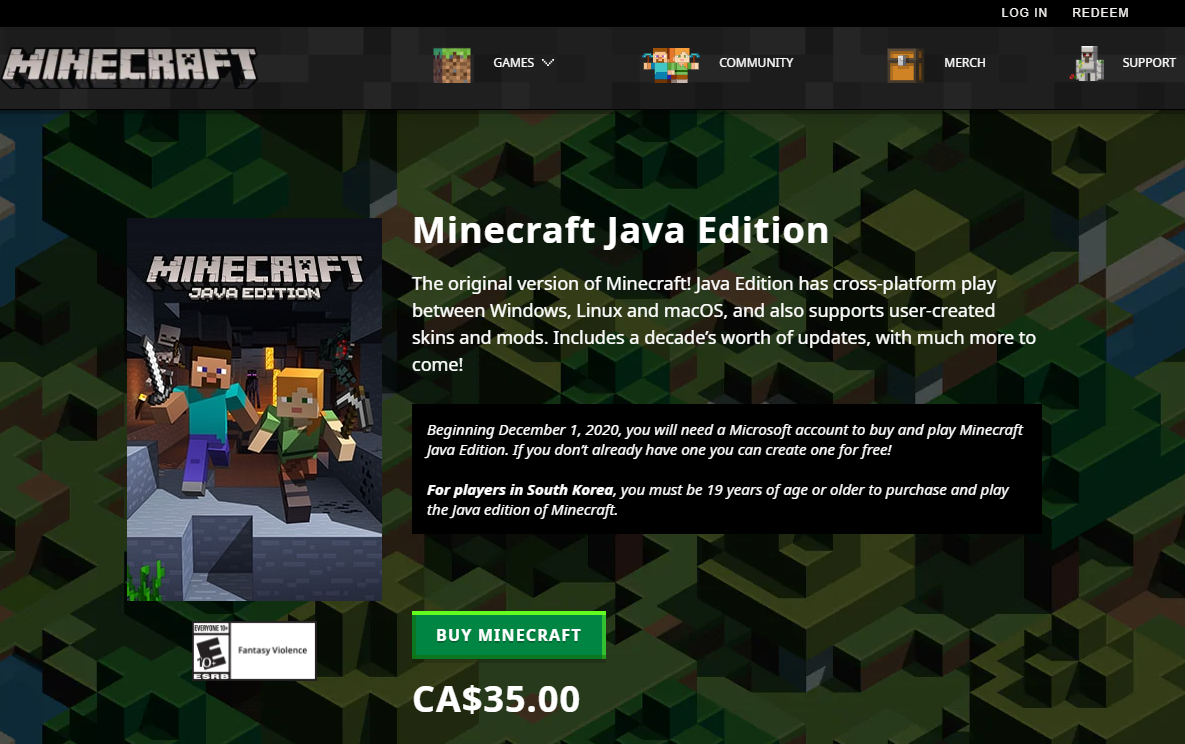 LOG IN REDEEM
MINECRAFT GAMES COMMUNITY MERCH SUPPORT
MINECRAFT
JAVA EDITION
Minecraft Java Edition
The original version of Minecraft! Java Edition has cross-platform play
between Windows, Linux and macOS, and also supports user-created
skins and mods. Includes a decade’s worth of updates, with much more to
come!
Beginning December 1, 2020, you will need a Microsoft account to buy and play Minecraft
Java Edition. If you don’t already have one you can create one for free!
For players in South Korea, you must be 19 years of age or older to purchase and play
the Java edition of Minecraft.
EVERYONE 10+
E
10+
ESRB
Fantasy Violence
BUY MINECRAFT
CA$35.00